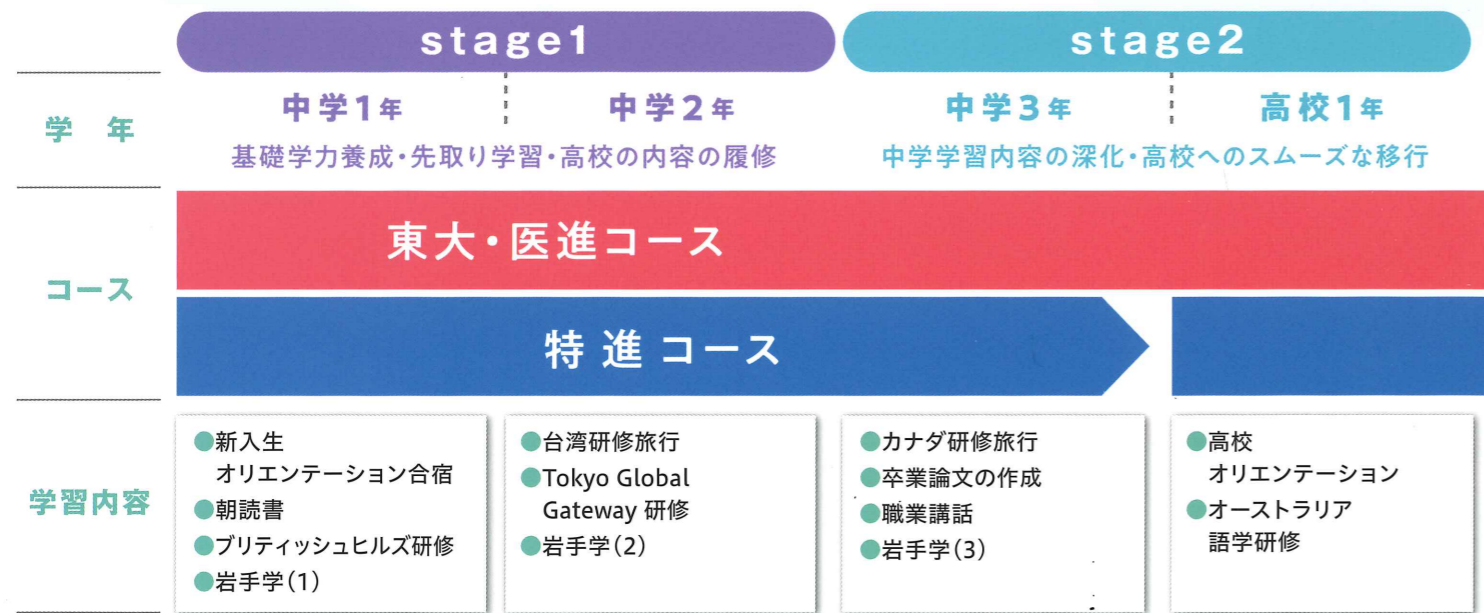 stage1
stage2
学 年
中学1年
中学2年
中学3年
高校1年
基礎学力養成・先取り学習・高校の内容の履修
中学学習内容の深化・高校へのスムーズな移行
コース
東大・医進コース
特進コース
学習内容
●新入生
オリエンテーション合宿
●朝読書
●ブリティッシュヒルズ研修
●岩手学(1)
●台湾研修旅行
●Tokyo Global
Gateway 研修
●岩手学(2)
●カナダ研修旅行
●卒業論文の作成
●職業講話
●岩手学(3)
●高校
オリエンテーション
●オーストラリア
語学研修